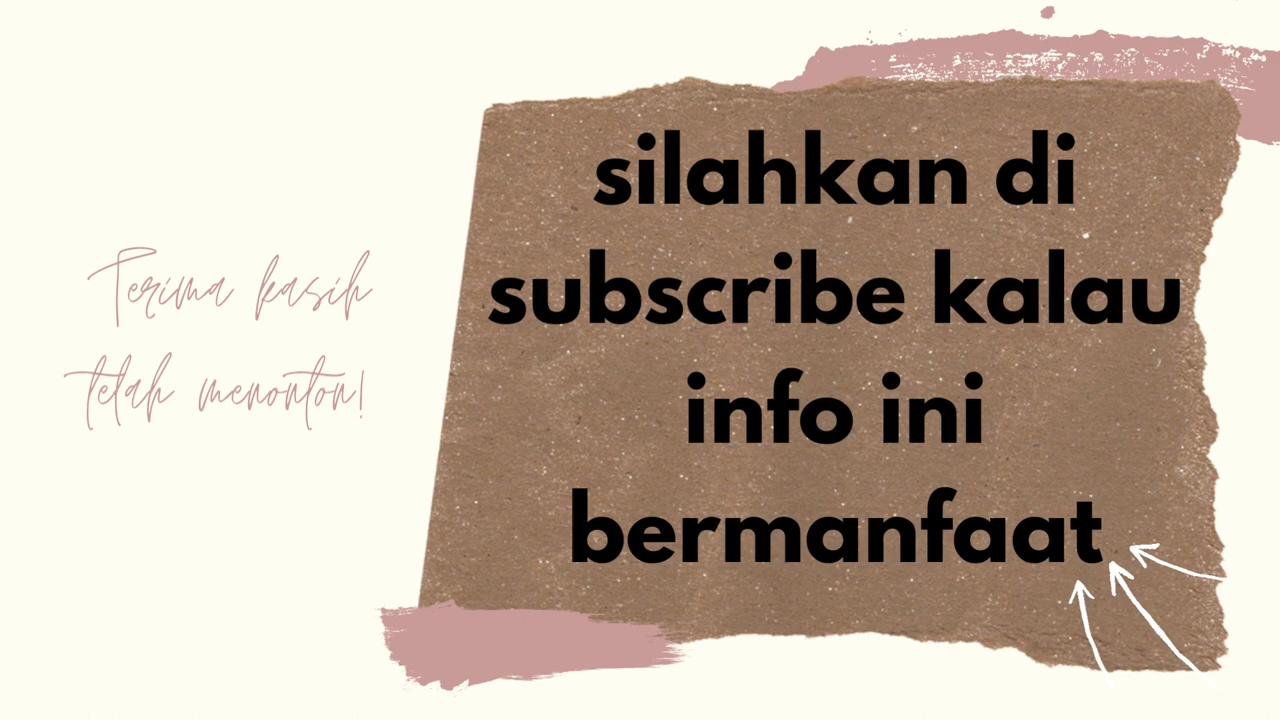 Terima kasih
telah menonton!
silahkan di
subscribe kalau
info ini
bermanfaat